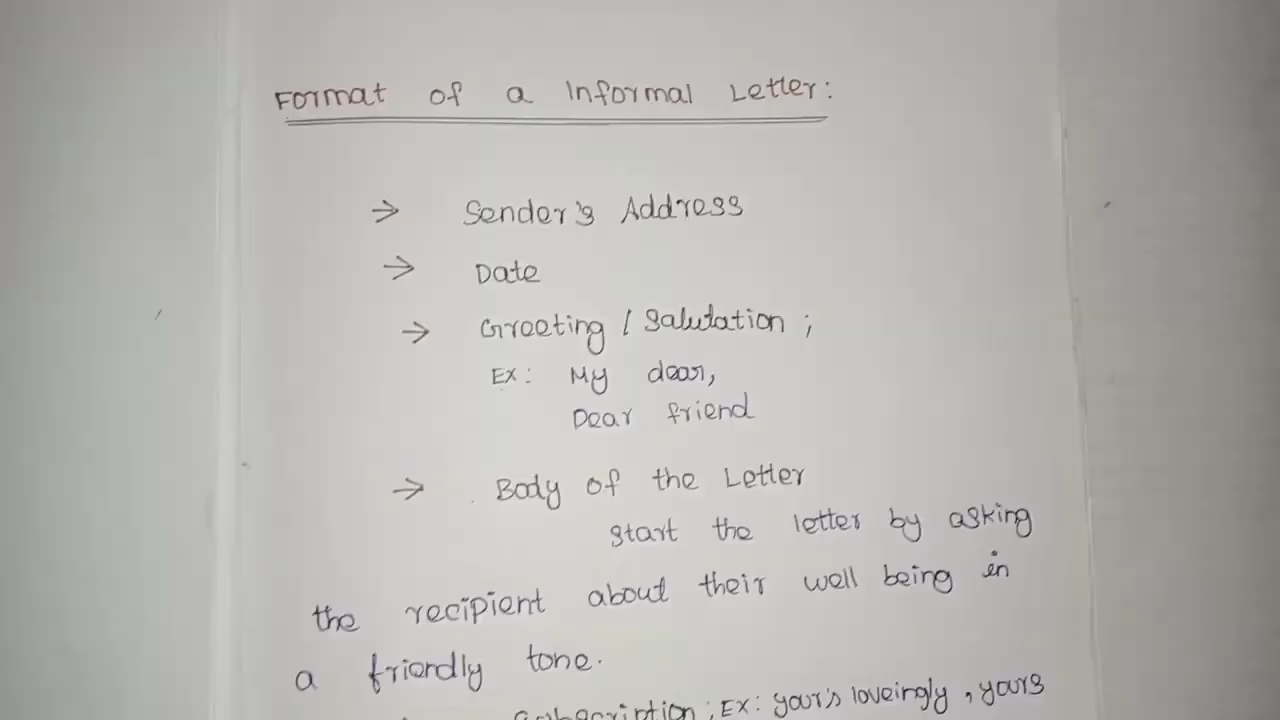 Format of a Informal Letter:
→ Sender's Address
→ Date
→ Greeting / Salutation ;
Ex: My dear,
Dear friend
→ Body of the Letter
start the letter by asking
the recipient about their well being in
a friendly tone.
Ex: your's loveingly, yours